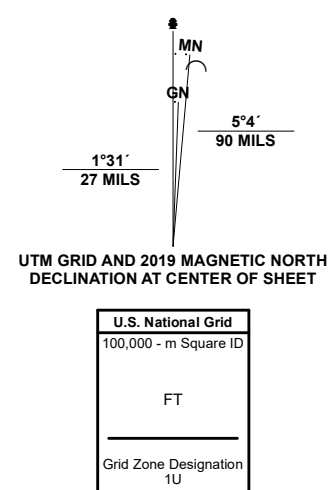 MN
GN
5°4´
90 MILS
1°31´
27 MILS
UTM GRID AND 2019 MAGNETIC NORTH
DECLINATION AT CENTER OF SHEET
U.S. National Grid
100,000 - m Square ID
FT
Grid Zone Designation
1U